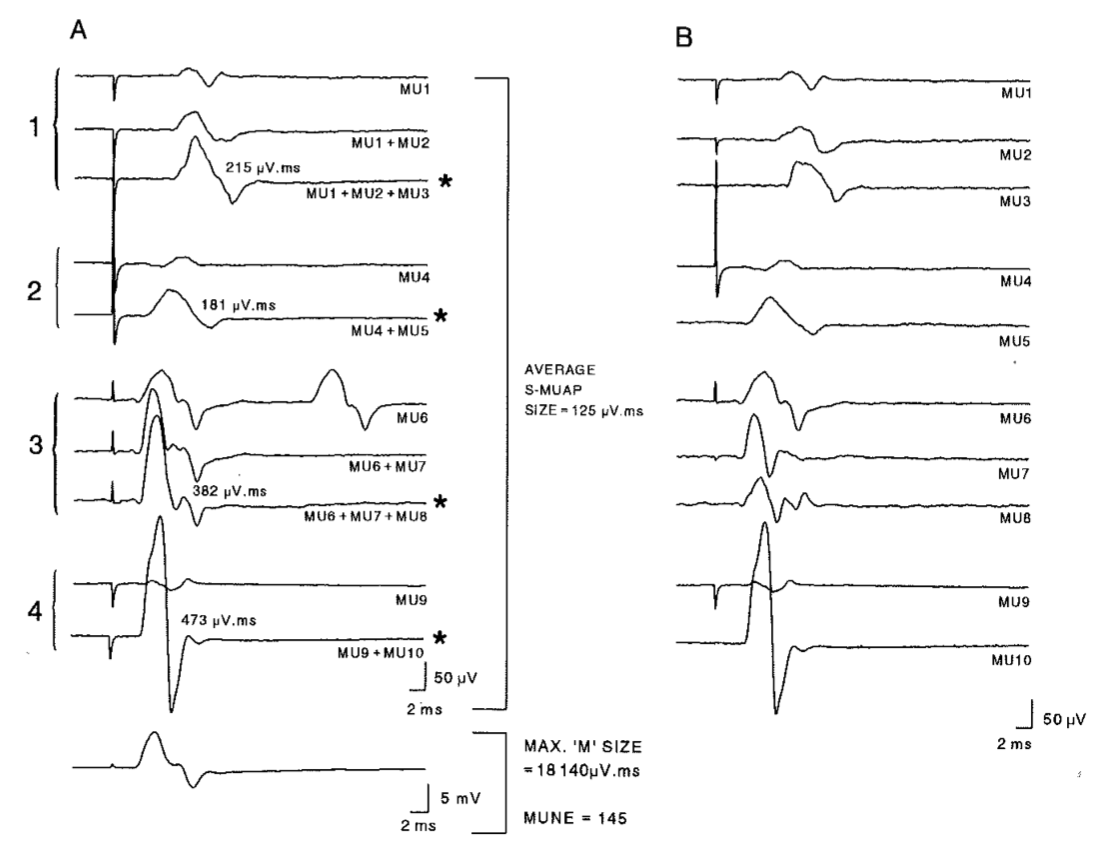 A
1
MU1
MU1 + MU2
215 μV.ms
MU1 + MU2 + MU3 *
2
MU4
181 μV.ms
MU4 + MU5 *
3
MU6
MU6 + MU7
382 μV.ms
MU6 + MU7 + MU8 *
4
MU9
473 μV.ms
MU9 + MU10 *
50 μV
2 ms
AVERAGE
S-MUAP
SIZE = 125 μV.ms
5 mV
2 ms
MAX. 'M' SIZE
= 18 140μV.ms
MUNE = 145
B
MU1
MU2
MU3
MU4
MU5
MU6
MU7
MU8
MU9
MU10
50 μV
2 ms